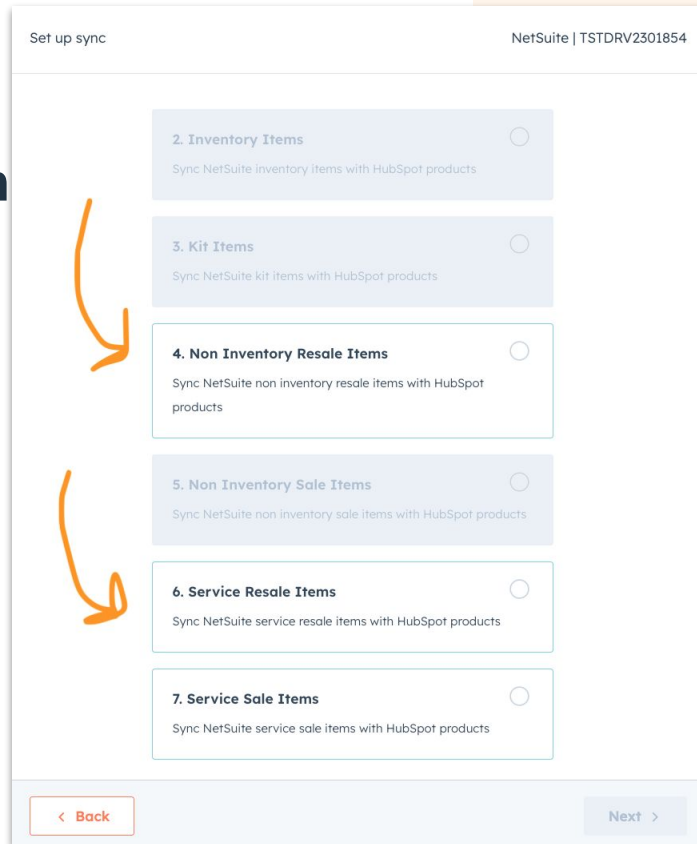 Set up sync
NetSuite | TSTDRV2301854
2. Inventory Items
Sync NetSuite inventory items with HubSpot products
3. Kit Items
Sync NetSuite kit items with HubSpot products
4. Non Inventory Resale Items
Sync NetSuite non inventory resale items with HubSpot
products
5. Non Inventory Sale Items
Sync NetSuite non inventory sale items with HubSpot products
6. Service Resale Items
Sync NetSuite service resale items with HubSpot products
7. Service Sale Items
Sync NetSuite service sale items with HubSpot products
< Back
Next >